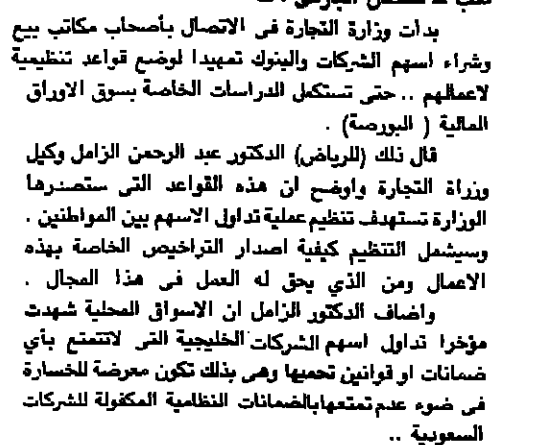 بدأت وزارة التجارة فى الاتصال بأصحاب مكاتب بيع
وشراء اسهم الشركات والبنوك تمهيدا لوضع قواعد تنظيمية
لاعمالهم .. حتى تستكمل الدراسات الخاصة بسوق الاوراق
المالية ( البورصة ) .
قال ذلك (للرياض) الدكتور عبد الرحمن الزامل وكيل
وزراة التجارة واوضح ان هذه القواعد التى ستصدرها
الوزارة تستهدف تنظيم عملية تداول الاسهم بين المواطنين .
وسيشمل التنظيم كيفية اصدار التراخيص الخاصة بهذه
الاعمال ومن الذي يحق له العمل فى هذا المجال .
واضاف الدكتور الزامل ان الاسواق المحلية شهدت
مؤخرا تداول اسهم الشركات الخليجية التى لاتتمتع بأي
ضمانات او قوانين تحميها وهى بذلك تكون معرضة للخسارة
فى ضوء عدم تمتعها بالضمانات النظامية المكفولة للشركات
السعودية ..